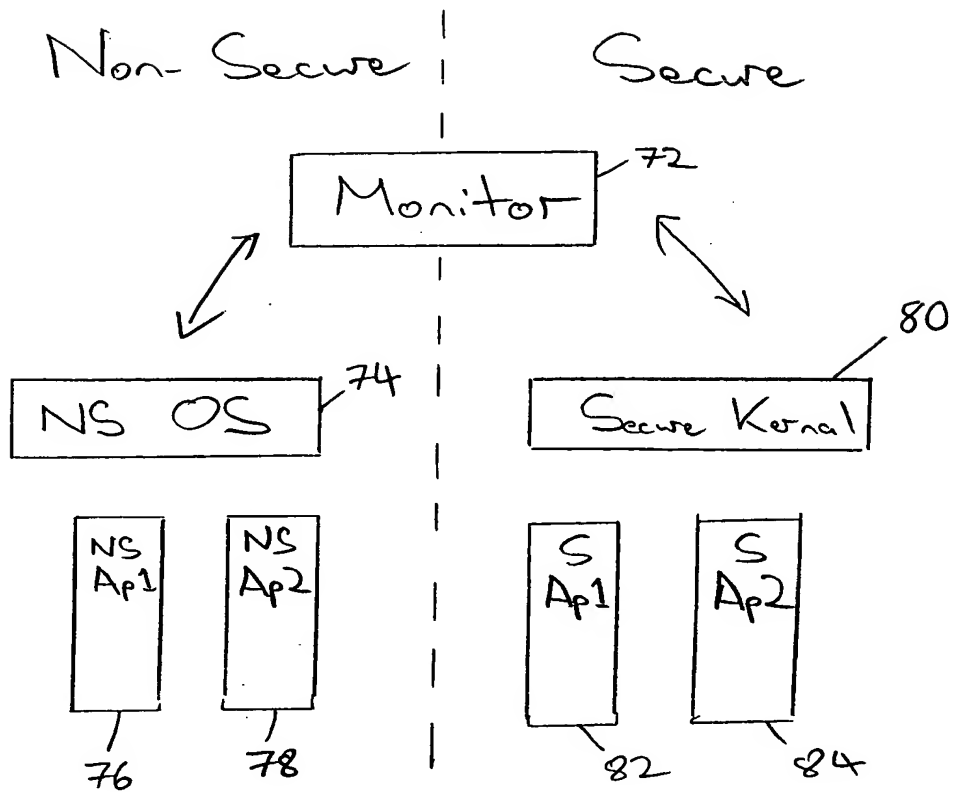 Non-Secure Secure
Monitor
72
NS OS
74
Secure Kernal
80
NS
Ap1
NS
Ap2
S
Ap1
S
Ap2
76
78
82
84